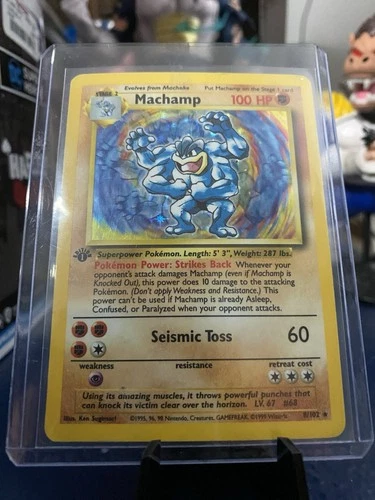 Evolves from Machoke
Put Machamp on the Stage 1 card
STAGE 2
Machamp
100 HP
Superpower Pokémon. Length: 5' 3", Weight: 287 lbs.
EDITION
1
Pokémon Power: Strikes Back Whenever your
opponent's attack damages Machamp (even if Machamp is
Knocked Out), this power does 10 damage to the attacking
Pokémon. (Don't apply Weakness and Resistance.) This
power can't be used if Machamp is already Asleep,
Confused, or Paralyzed when your opponent attacks.
Seismic Toss 60
weakness resistance retreat cost
Using its amazing muscles, it throws powerful punches that
can knock its victim clear over the horizon. LV. 67 #68
Illus. Ken Sugimori ©1995, 96, 98 Nintendo, Creatures, GAMEFREAK. ©1999 Wizards. 8/102